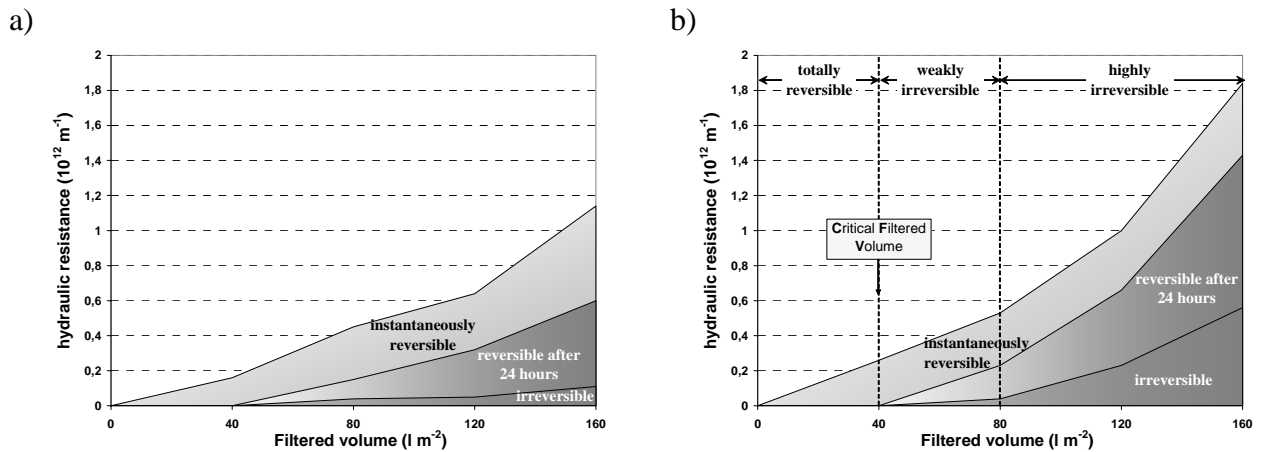 a)
2
1,8
1,6
1,4
1,2
1
0,8
0,6
0,4
0,2
0
hydraulic resistance (10¹² m⁻¹)
instantaneously
reversible
reversible after
24 hours
irreversible
0 40 80 120 160
Filtered volume (l m⁻²)
b)
2
1,8
1,6
1,4
1,2
1
0,8
0,6
0,4
0,2
0
hydraulic resistance (10¹² m⁻¹)
totally
reversible
weakly
irreversible
highly
irreversible
Critical Filtered
Volume
instantaneously
reversible
reversible after
24 hours
irreversible
0 40 80 120 160
Filtered volume (l m⁻²)